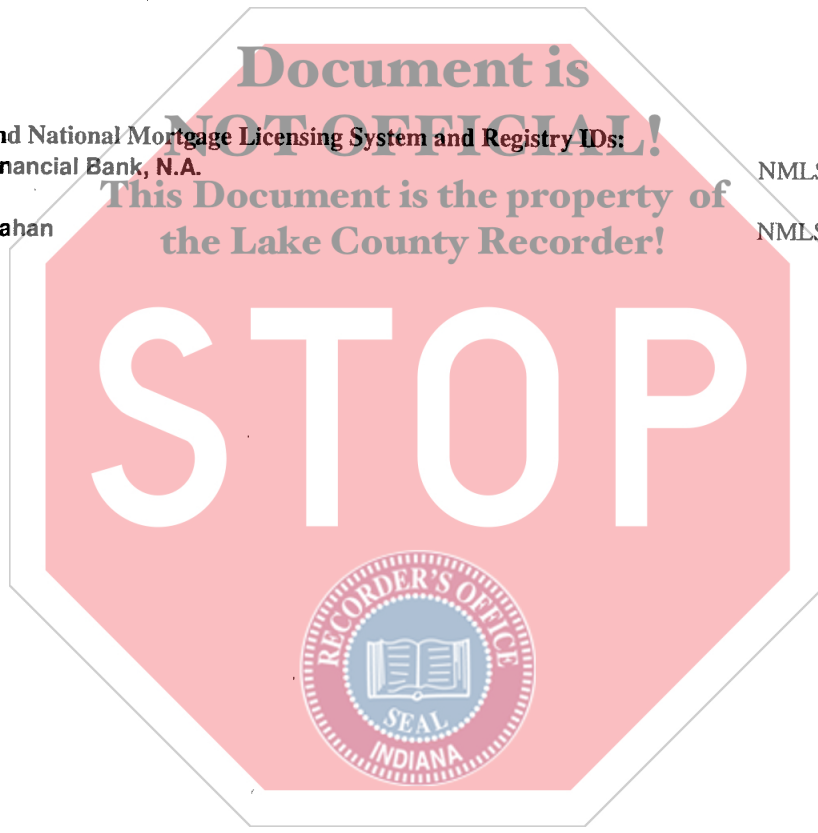 Document is
nd National Mortgage Licensing System and Registry IDs:
NOT OFFICIAL!
nancial Bank, N.A. NMLS
This Document is the property of
ahan NMLS
the Lake County Recorder!
STOP
RECORDER'S OFFICE
SEAL
INDIANA